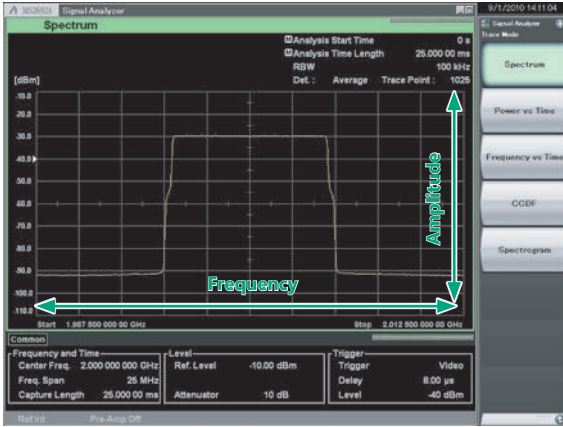 MS269xA Signal Analyzer
9/1/2010 14:11:04
Spectrum
Signal Analyzer
Trace Mode
Analysis Start Time 0 s
Analysis Time Length 25.000 00 ms
RBW 100 kHz
Det. : Average Trace Point : 1025
[dBm]
-10.0
-20.0
-30.0
-40.0
-50.0
-60.0
-70.0
-80.0
-90.0
-100.0
-110.0
Amplitude
Frequency
Start 1.987 500 000 00 GHz
Stop 2.012 500 000 00 GHz
Spectrum
Power vs Time
Frequency vs Time
CCDF
Spectrogram
Common
Frequency and Time
Center Freq. 2.000 000 000 GHz
Freq. Span 25 MHz
Capture Length 25.000 00 ms
Level
Ref. Level -10.00 dBm
Attenuator 10 dB
Trigger
Trigger Video
Delay 8.00 µs
Level -40 dBm
Ref.Int Pre-Amp Off